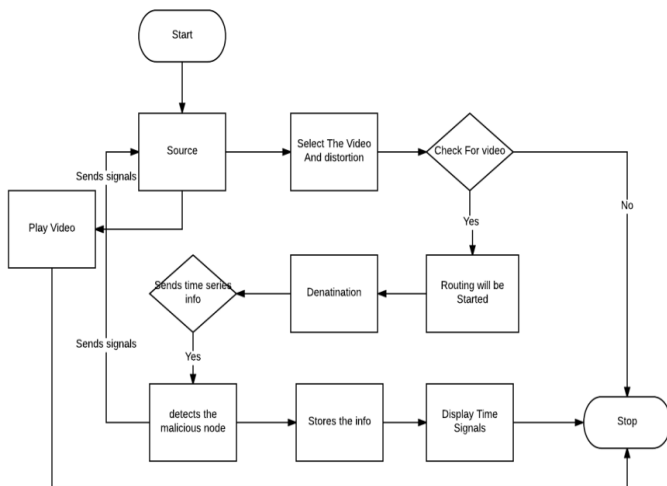 Start
Source
Select The Video
And distortion
Check For video
Sends signals
No
Play Video
Yes
Sends time series
info
Denatination
Routing will be
Started
Sends signals
Yes
detects the
malicious node
Stores the info
Display Time
Signals
Stop